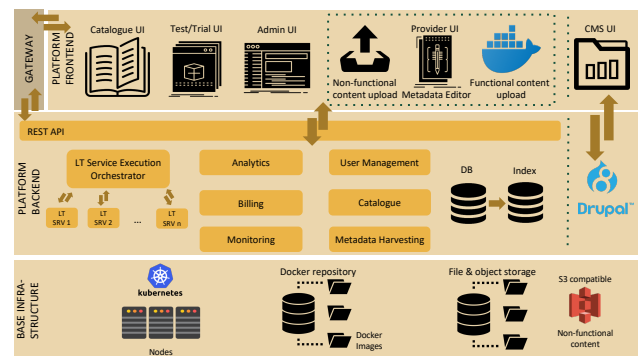 GATEWAY
PLATFORM
FRONTEND
Catalogue UI
Test/Trial UI
Admin UI
Provider UI
CMS UI
Non-functional
content upload
Metadata Editor
Functional content
upload
REST API
PLATFORM
BACKEND
LT Service Execution
Orchestrator
LT
SRV 1
LT
SRV 2
...
LT
SRV n
Analytics
User Management
Billing
Catalogue
Monitoring
Metadata Harvesting
DB
Index
Drupal™
BASE INFRA-
STRUCTURE
kubernetes
Nodes
Docker repository
Docker
Images
File & object storage
S3 compatible
Non-functional
content